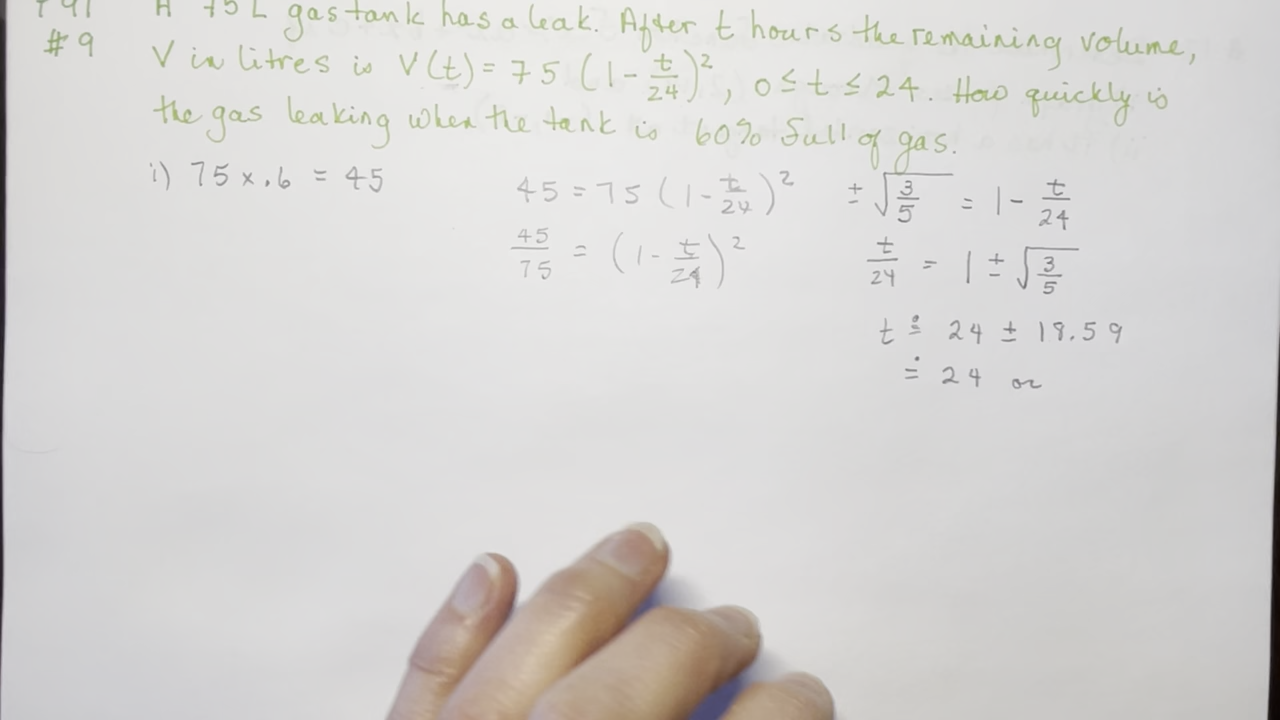 P91 A 75 L gas tank has a leak. After t hours the remaining volume,
#9 V in litres is V(t) = 75 (1 - t/24)², 0 ≤ t ≤ 24. How quickly is
the gas leaking when the tank is 60% full of gas.
i) 75 x .6 = 45
45 = 75 (1 - t/24)²
45/75 = (1 - t/24)²
± √(3/5) = 1 - t/24
t/24 = 1 ± √(3/5)
t ≐ 24 ± 18.59
≐ 24 or